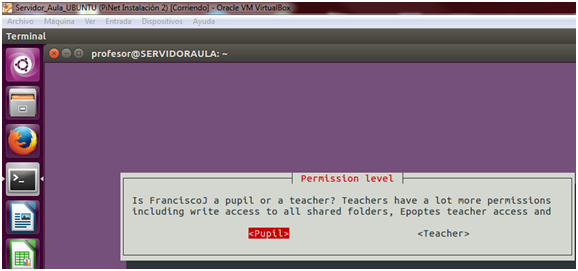 Servidor_Aula_UBUNTU (PiNet Instalación 2) [Corriendo] - Oracle VM VirtualBox
Archivo Máquina Ver Entrada Dispositivos Ayuda
Terminal
profesor@SERVIDORAULA: ~
Permission level
Is FranciscoJ a pupil or a teacher? Teachers have a lot more permissions
including write access to all shared folders, Epoptes teacher access and
<Pupil> <Teacher>